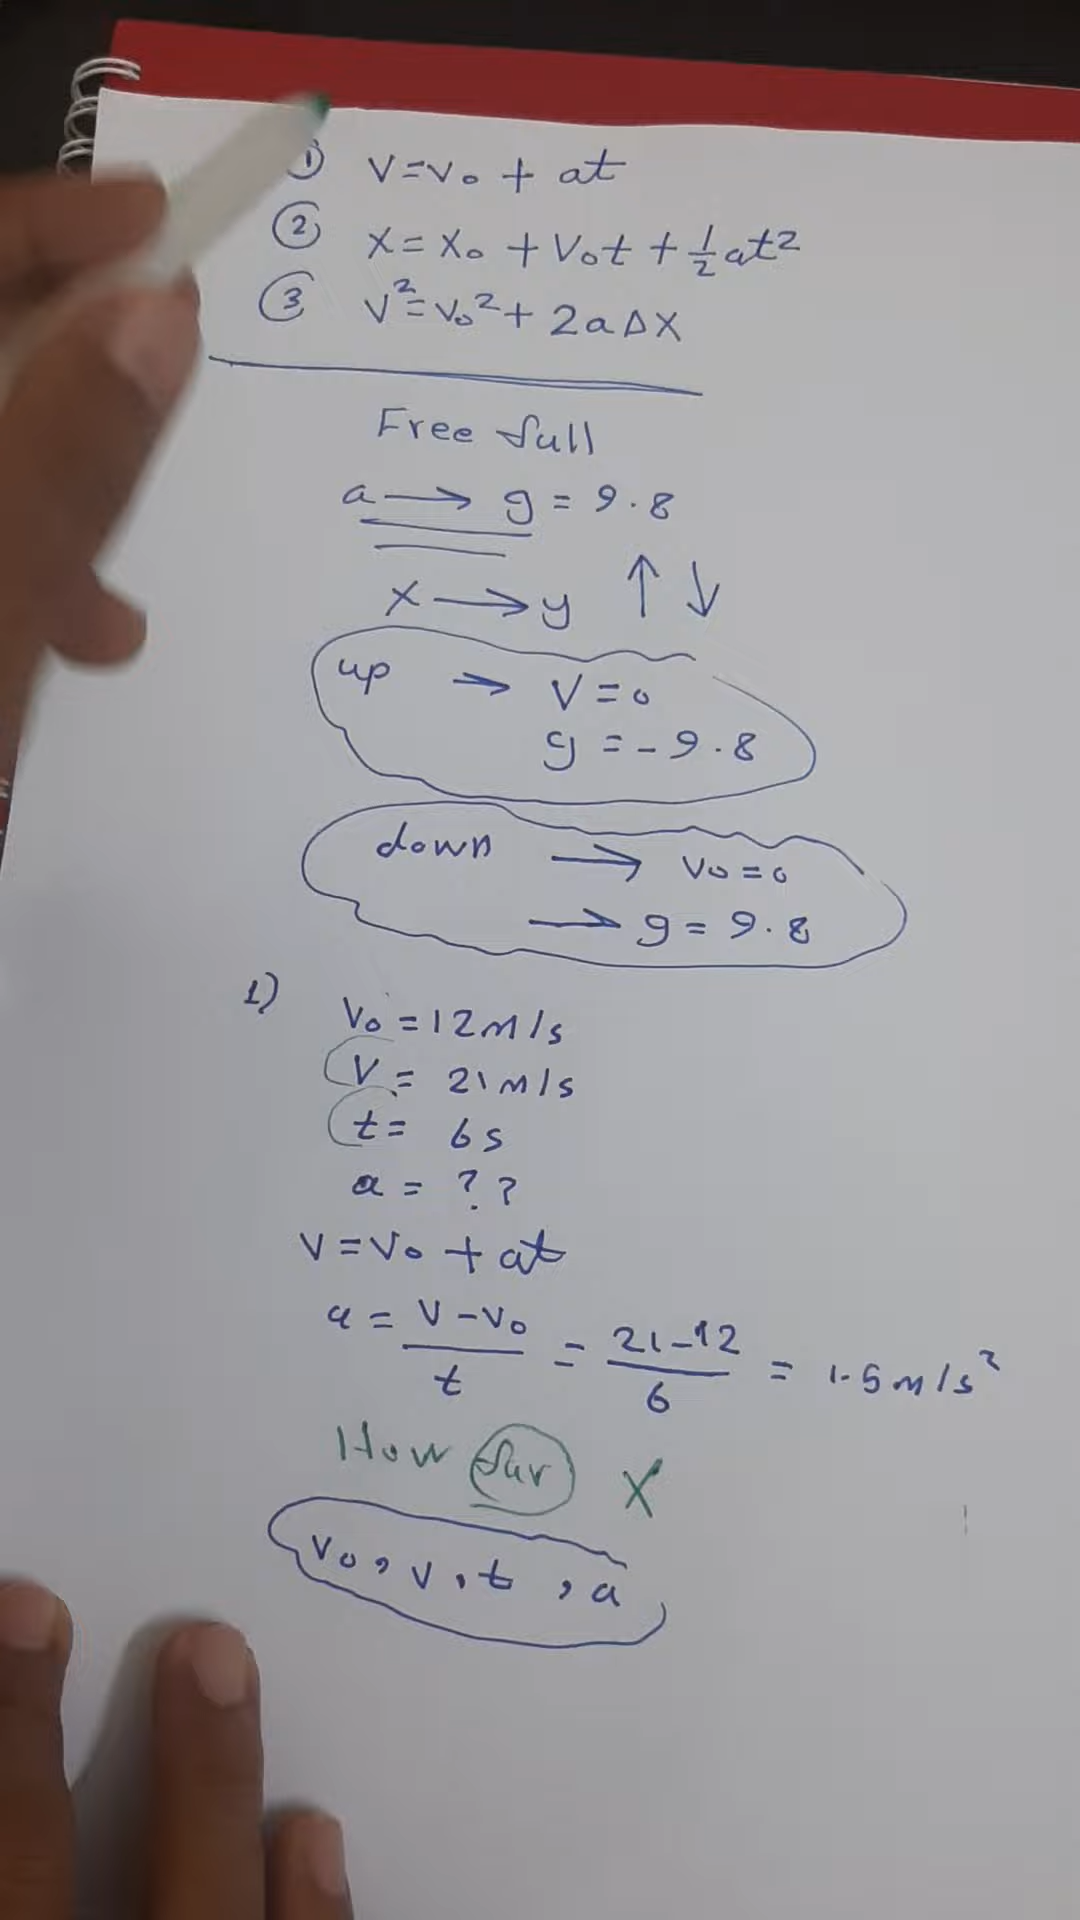 ① V=V₀ + at
② X=X₀ + V₀t + ½at²
③ V²=V₀²+ 2aΔX
Free fall
a → g = 9.8
X → y ↑ ↓
up → V=0
g =-9.8
down → V₀=0
→ g= 9.8
1)
V₀ =12m/s
V= 21m/s
t= 6s
a = ??
V=V₀ + at
a = (V-V₀)/t = (21-12)/6 = 1.5m/s²
How far X
V₀, V, t, a